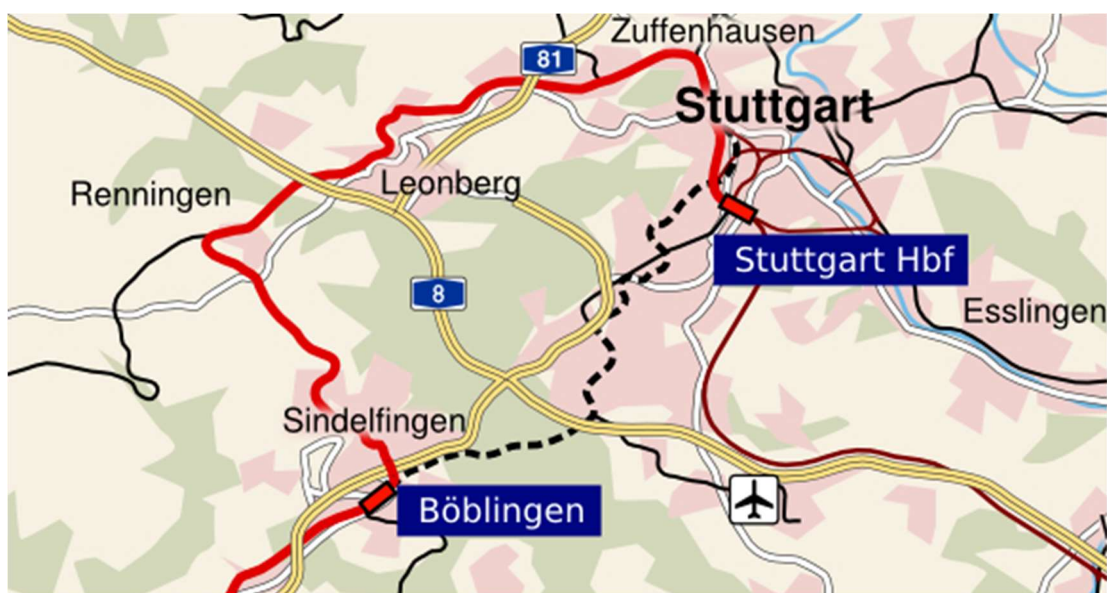 Zuffenhausen
81
Stuttgart
Renningen
Leonberg
Stuttgart Hbf
8
Esslingen
Sindelfingen
Böblingen